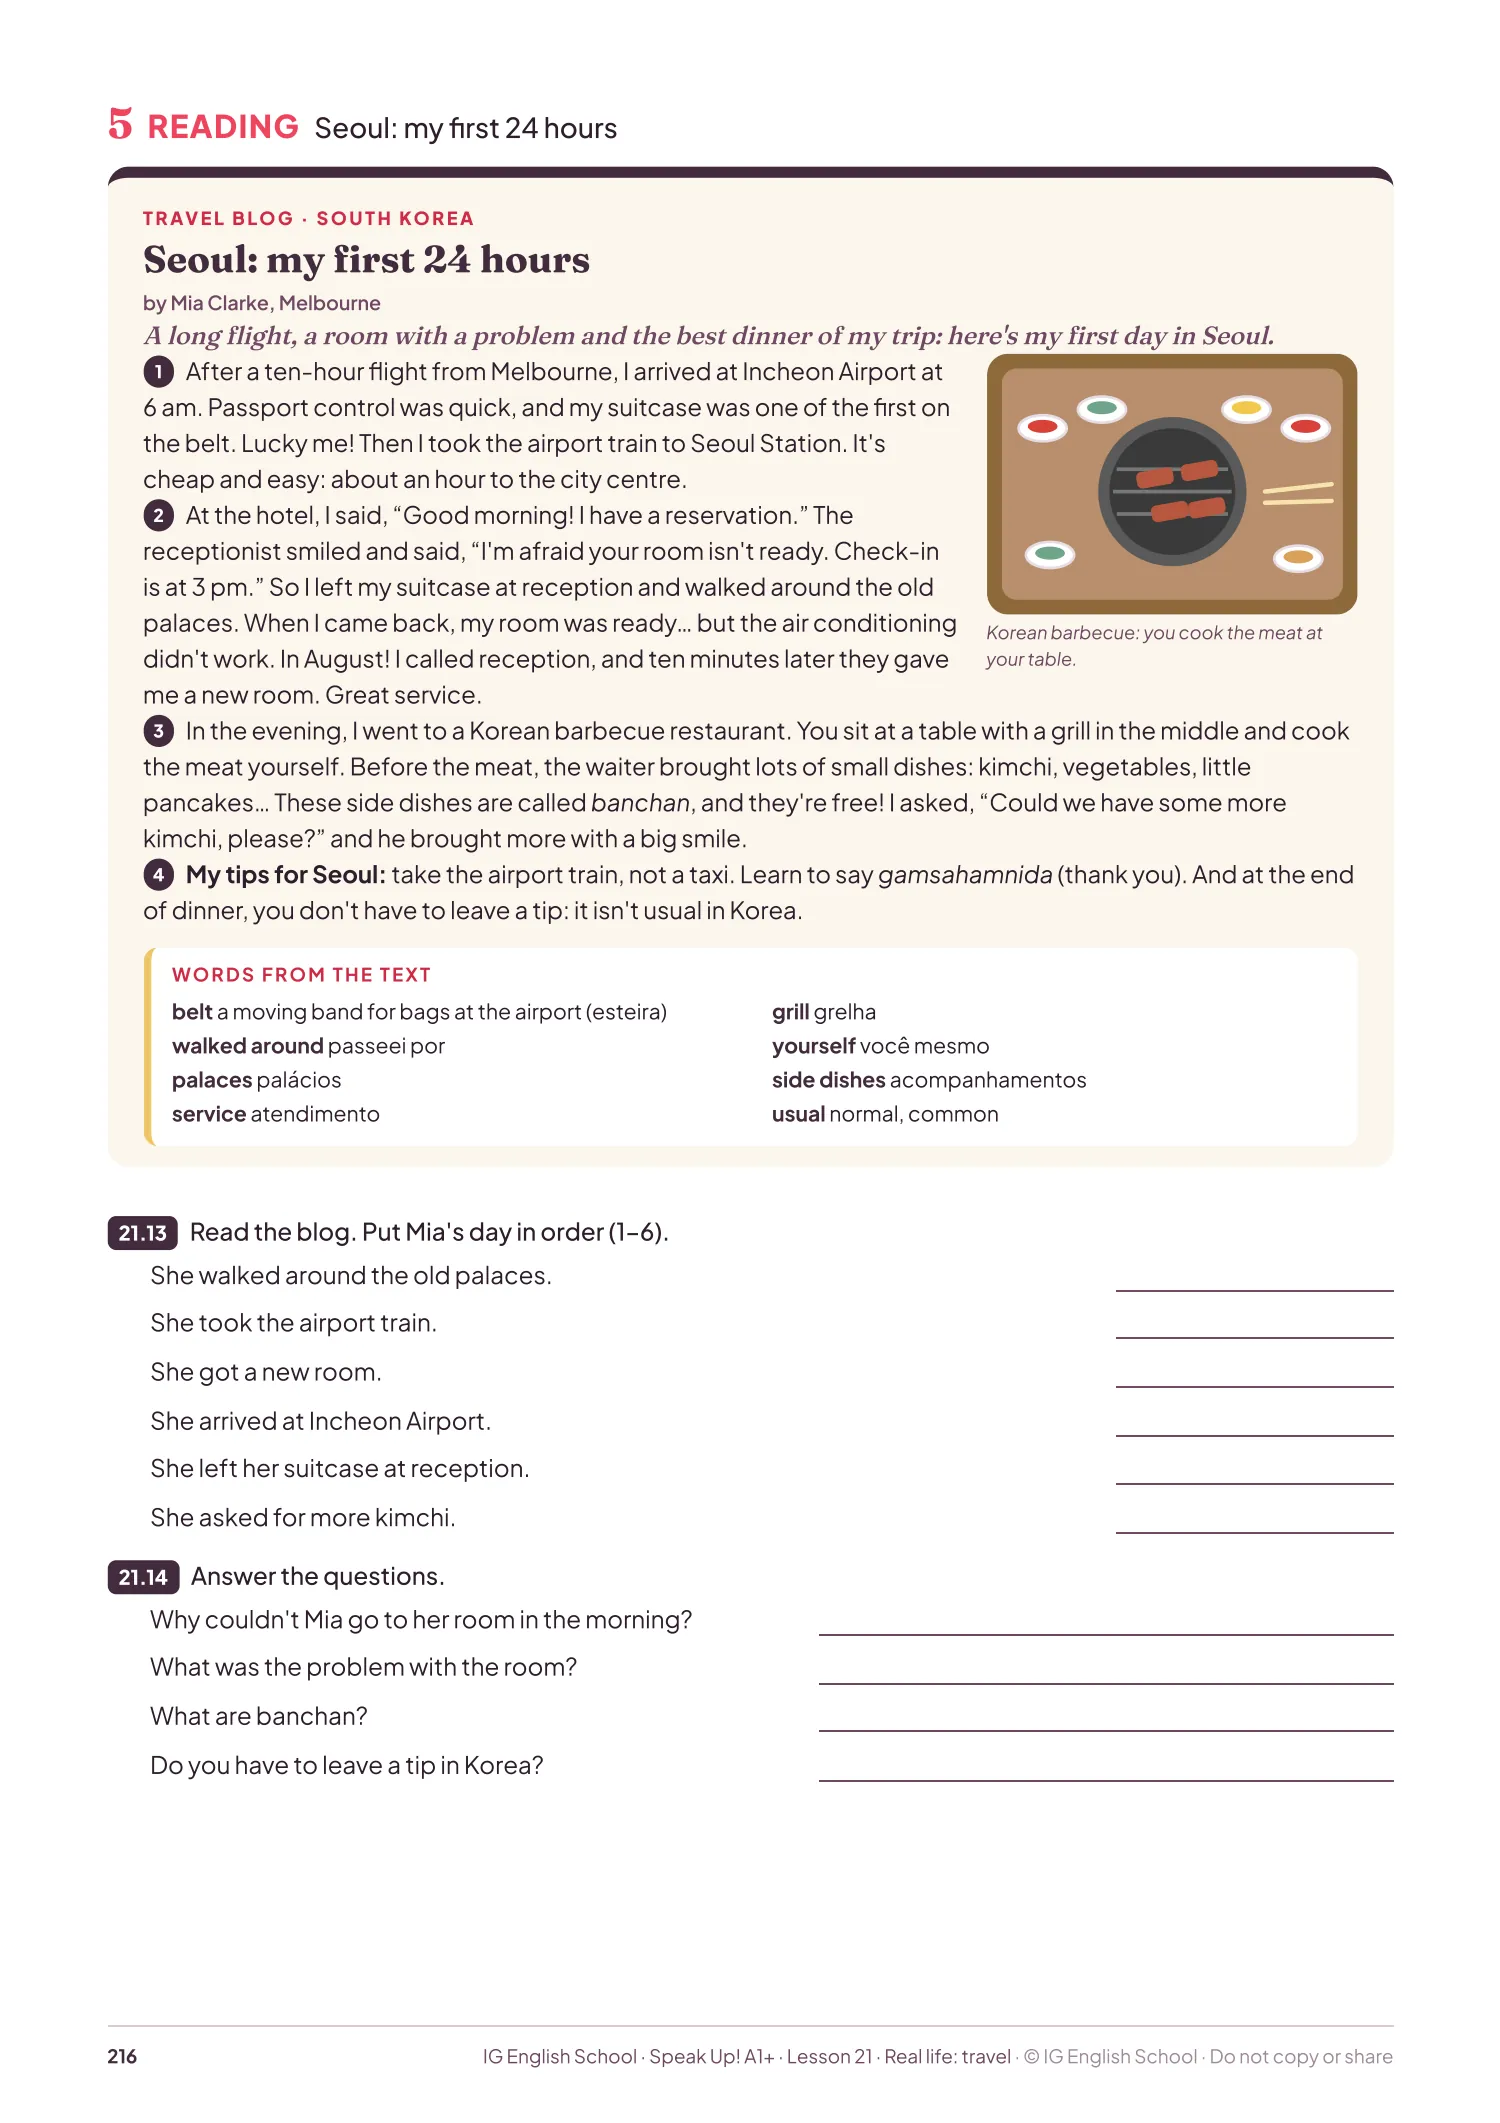 5 READING Seoul: my first 24 hours
TRAVEL BLOG · SOUTH KOREA
Seoul: my first 24 hours
by Mia Clarke, Melbourne
A long flight, a room with a problem and the best dinner of my trip: here's my first day in Seoul.
1 After a ten-hour flight from Melbourne, I arrived at Incheon Airport at
6 am. Passport control was quick, and my suitcase was one of the first on
the belt. Lucky me! Then I took the airport train to Seoul Station. It's
cheap and easy: about an hour to the city centre.
2 At the hotel, I said, “Good morning! I have a reservation.” The
receptionist smiled and said, “I'm afraid your room isn't ready. Check-in
is at 3 pm.” So I left my suitcase at reception and walked around the old
palaces. When I came back, my room was ready... but the air conditioning
didn't work. In August! I called reception, and ten minutes later they gave
me a new room. Great service.
Korean barbecue: you cook the meat at
your table.
3 In the evening, I went to a Korean barbecue restaurant. You sit at a table with a grill in the middle and cook
the meat yourself. Before the meat, the waiter brought lots of small dishes: kimchi, vegetables, little
pancakes... These side dishes are called banchan, and they're free! I asked, “Could we have some more
kimchi, please?” and he brought more with a big smile.
4 My tips for Seoul: take the airport train, not a taxi. Learn to say gamsahamnida (thank you). And at the end
of dinner, you don't have to leave a tip: it isn't usual in Korea.
WORDS FROM THE TEXT
belt a moving band for bags at the airport (esteira)
walked around passeei por
palaces palácios
service atendimento
grill grelha
yourself você mesmo
side dishes acompanhamentos
usual normal, common
21.13 Read the blog. Put Mia's day in order (1–6).
She walked around the old palaces.
She took the airport train.
She got a new room.
She arrived at Incheon Airport.
She left her suitcase at reception.
She asked for more kimchi.
21.14 Answer the questions.
Why couldn't Mia go to her room in the morning?
What was the problem with the room?
What are banchan?
Do you have to leave a tip in Korea?
216 IG English School · Speak Up! A1+ · Lesson 21 · Real life: travel · © IG English School · Do not copy or share